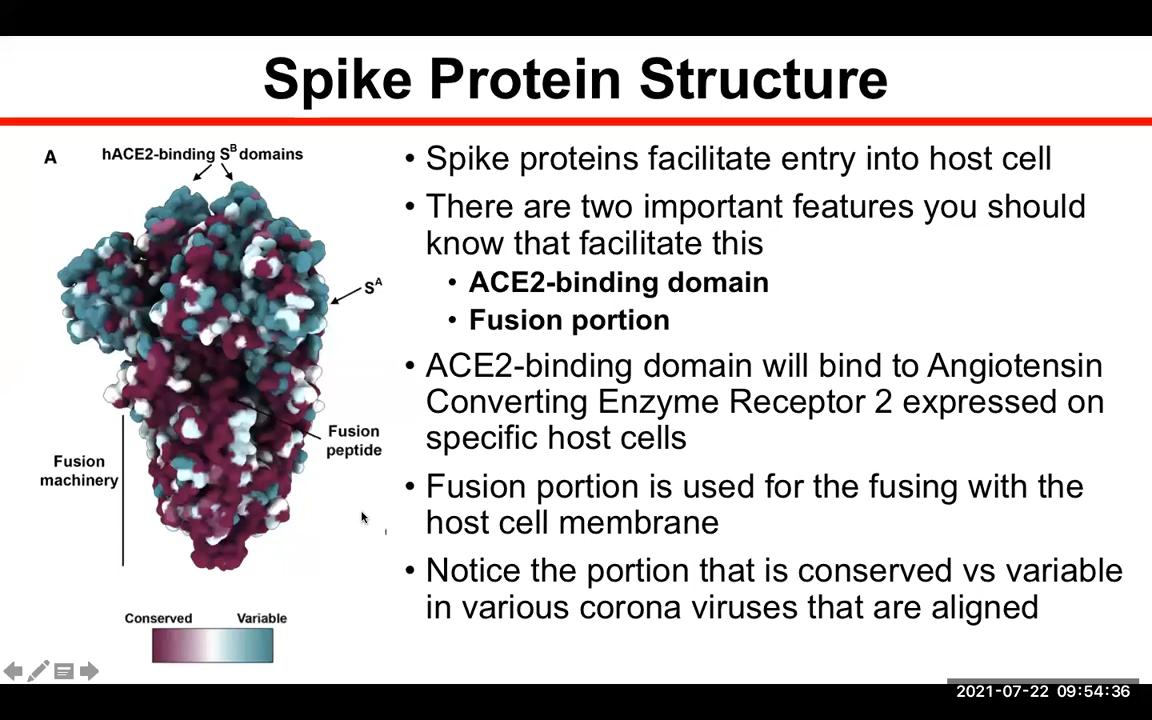 Spike Protein Structure
A
hACE2-binding S^B domains
S^A
Fusion
peptide
Fusion
machinery
Conserved
Variable
• Spike proteins facilitate entry into host cell
• There are two important features you should
know that facilitate this
• ACE2-binding domain
• Fusion portion
• ACE2-binding domain will bind to Angiotensin
Converting Enzyme Receptor 2 expressed on
specific host cells
• Fusion portion is used for the fusing with the
host cell membrane
• Notice the portion that is conserved vs variable
in various corona viruses that are aligned
2021-07-22 09:54:36